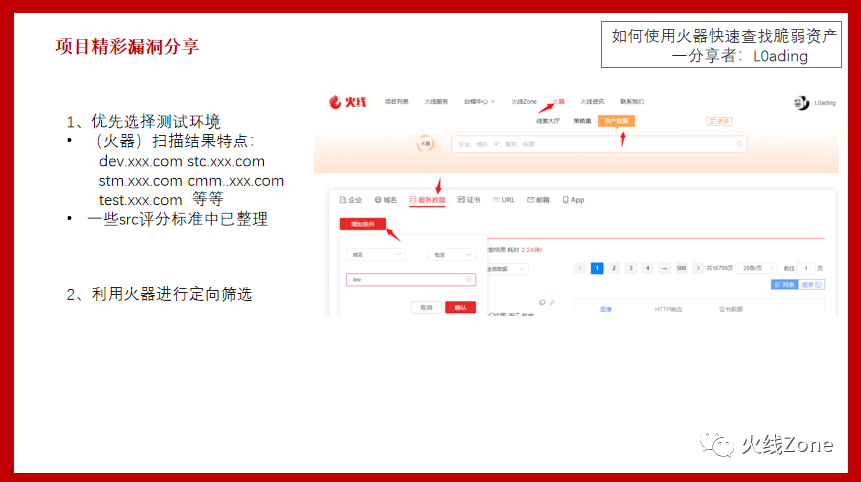 项目精彩漏洞分享
如何使用火器快速查找脆弱资产
—分享者：L0ading
1、优先选择测试环境
• （火器）扫描结果特点：
dev.xxx.com stc.xxx.com
stm.xxx.com cmm..xxx.com
test.xxx.com 等等
• 一些src评分标准中已整理
2、利用火器进行定向筛选
火线 项目列表 火线服务 白帽中心 火线Zone 火器 火线资讯 联系我们 L0ading
线索大厅 策略集 资产数据 更多
火器 企业、域名、IP、服务、标题
企业 域名 服务数据 证书 URL 邮箱 App
增加条件
域名 包含
dev
取消 确认
索结果 耗时 2.249秒
全部数据 1 2 3 4 ••• 500 共16799页 20条/页 前往 1 页
列表 图表
图像 HTTP响应 证书数据
火线Zone